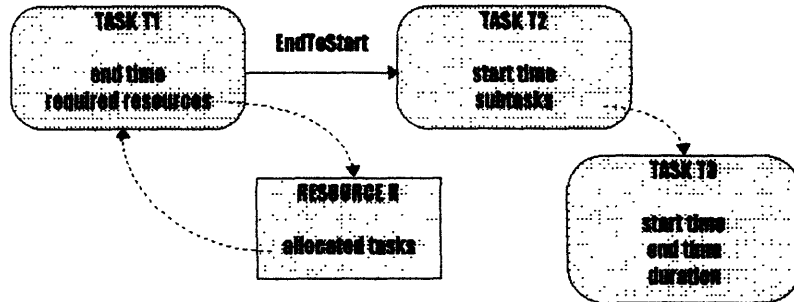 TASK T1
end time
required resources
EndToStart
TASK T2
start time
subtasks
RESOURCE R
allocated tasks
TASK T3
start time
end time
duration